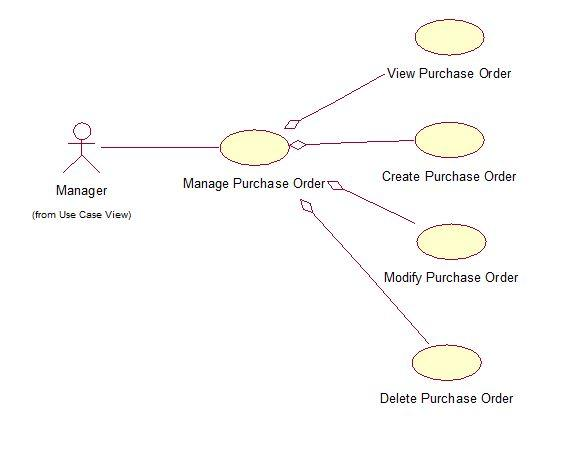 View Purchase Order
Manage Purchase Order
Create Purchase Order
Manager
(from Use Case View)
Modify Purchase Order
Delete Purchase Order